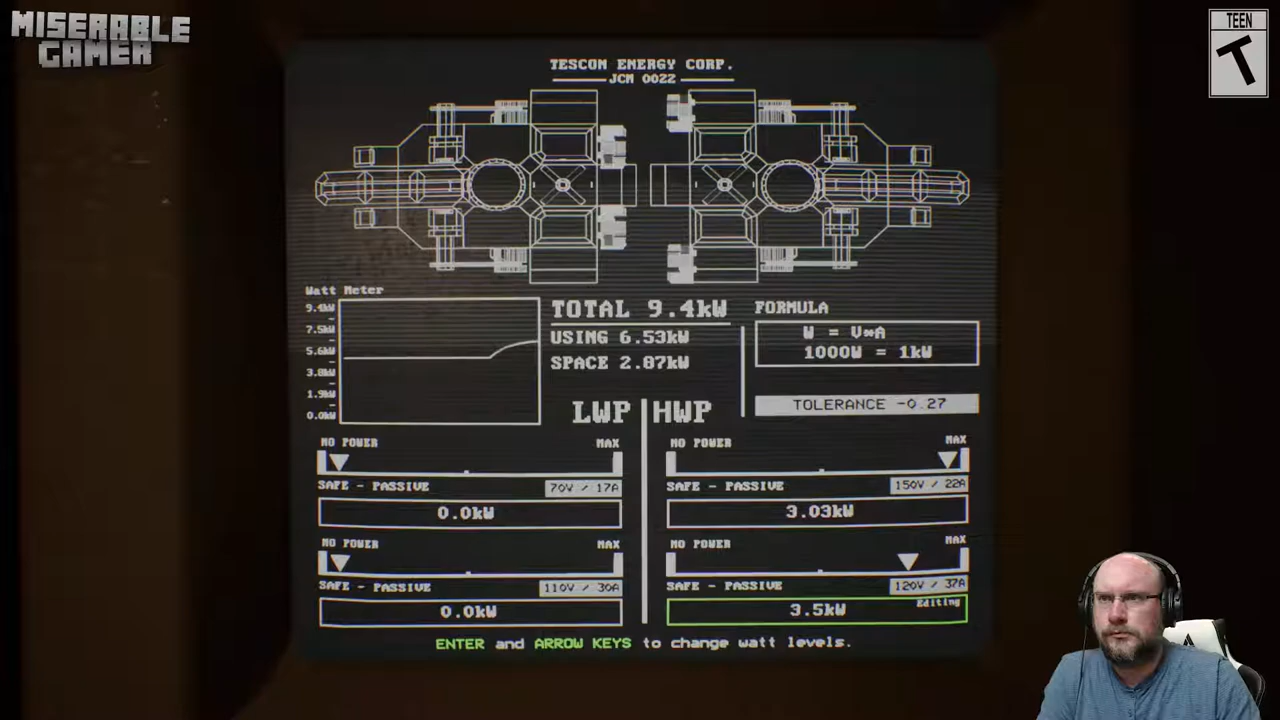 MISERABLE
GAMER
TEEN
T
TESCOM ENERGY CORP.
JCM 0022
Watt Meter
9.4kW
7.5kW
5.6kW
3.8kW
1.9kW
0.0kW
TOTAL 9.4kW
USING 6.53kW
SPACE 2.87kW
FORMULA
W = V*A
1000W = 1kW
TOLERANCE -0.27
LWP HWP
NO POWER MAX
SAFE - PASSIVE 70V / 17A
0.0kW
NO POWER MAX
SAFE - PASSIVE 110V / 30A
0.0kW
NO POWER MAX
SAFE - PASSIVE 150V / 22A
3.03kW
NO POWER MAX
SAFE - PASSIVE 120V / 37A
3.5kW Editing
ENTER and ARROW KEYS to change watt levels.